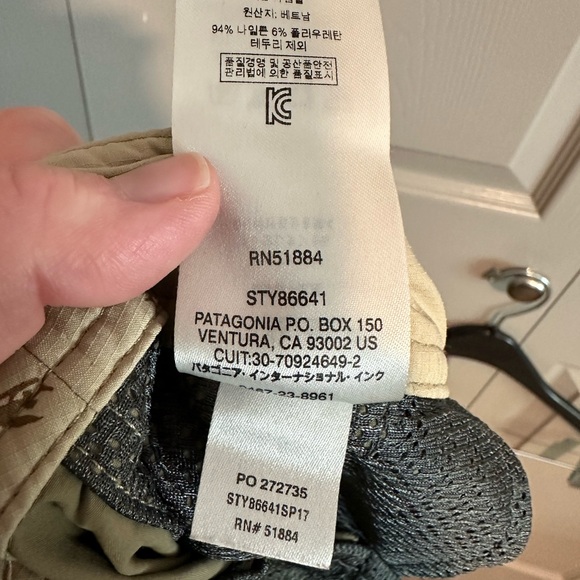 원산지: 베트남
94% 나일론 6% 폴리우레탄
테두리 제외
품질경영 및 공산품안전
관리법에 의한 품질표시
RN51884
STY86641
PATAGONIA P.O. BOX 150
VENTURA, CA 93002 US
CUIT:30-70924649-2
パタゴニア・インターナショナル・インク
0467-23-8961
PO 272735
STY86641SP17
RN# 51884